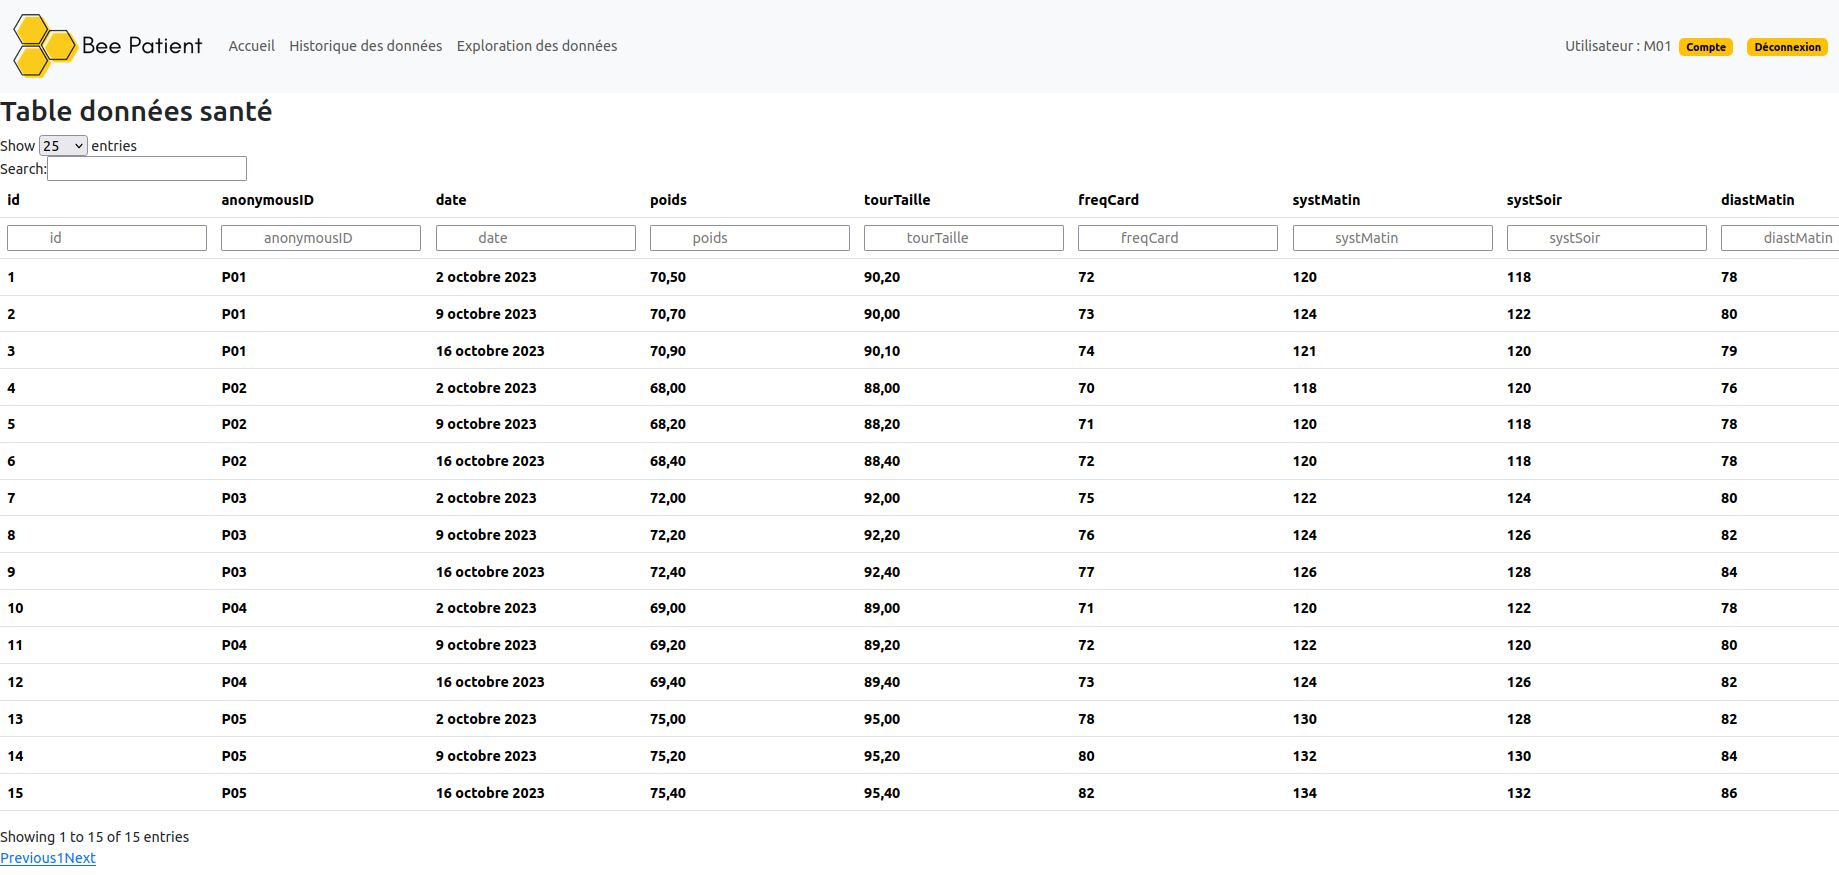 Bee Patient Accueil Historique des données Exploration des données Utilisateur : M01 Compte Déconnexion
Table données santé
Show 25 entries
Search:
id anonymousID date poids tourTaille freqCard systMatin systSoir diastMatin
id anonymousID date poids tourTaille freqCard systMatin systSoir diastMatin
1 P01 2 octobre 2023 70,50 90,20 72 120 118 78
2 P01 9 octobre 2023 70,70 90,00 73 124 122 80
3 P01 16 octobre 2023 70,90 90,10 74 121 120 79
4 P02 2 octobre 2023 68,00 88,00 70 118 120 76
5 P02 9 octobre 2023 68,20 88,20 71 120 118 78
6 P02 16 octobre 2023 68,40 88,40 72 120 118 78
7 P03 2 octobre 2023 72,00 92,00 75 122 124 80
8 P03 9 octobre 2023 72,20 92,20 76 124 126 82
9 P03 16 octobre 2023 72,40 92,40 77 126 128 84
10 P04 2 octobre 2023 69,00 89,00 71 120 122 78
11 P04 9 octobre 2023 69,20 89,20 72 122 120 80
12 P04 16 octobre 2023 69,40 89,40 73 124 126 82
13 P05 2 octobre 2023 75,00 95,00 78 130 128 82
14 P05 9 octobre 2023 75,20 95,20 80 132 130 84
15 P05 16 octobre 2023 75,40 95,40 82 134 132 86
Showing 1 to 15 of 15 entries
Previous1Next